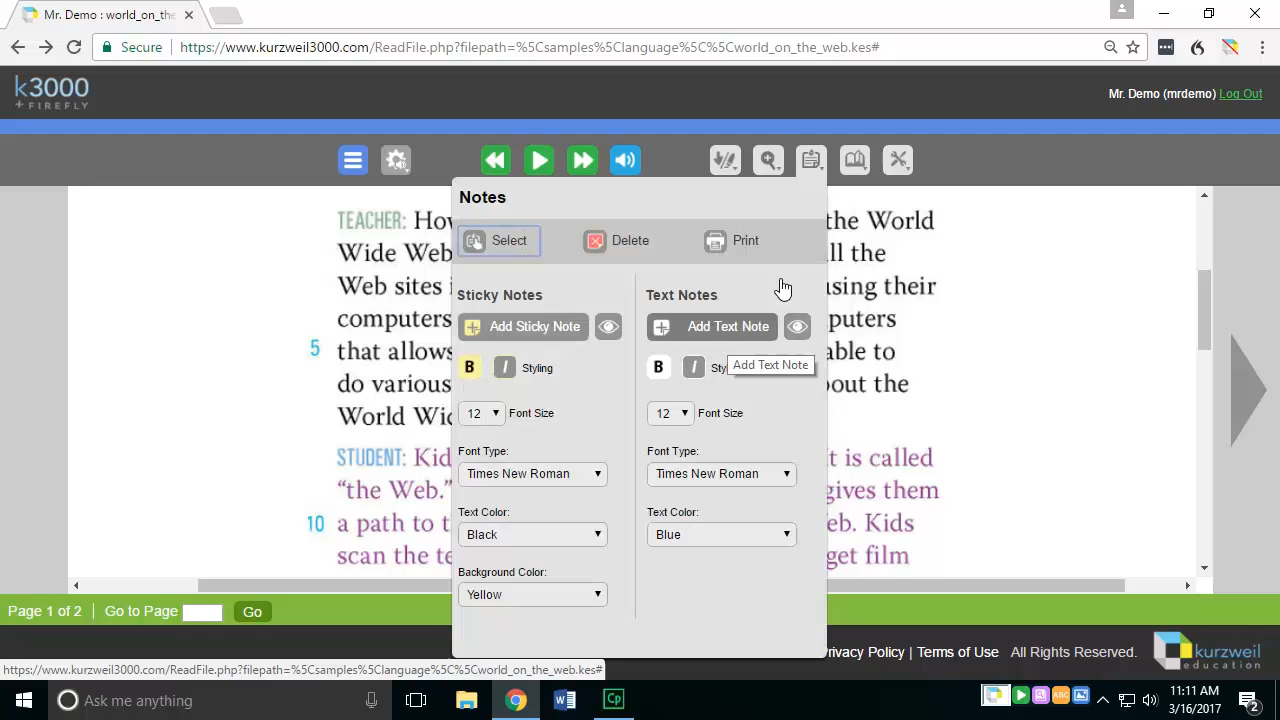 Mr. Demo : world_on_the
Secure https://www.kurzweil3000.com/ReadFile.php?filepath=%5Csamples%5Clanguage%5C%5Cworld_on_the_web.kes#
k3000
+ FIREFLY
Mr. Demo (mrdemo) Log Out
Notes
Select Delete Print
Sticky Notes
Add Sticky Note
B I Styling
12 Font Size
Font Type:
Times New Roman
Text Color:
Black
Background Color:
Yellow
Text Notes
Add Text Note
B I Sty
Add Text Note
12 Font Size
Font Type:
Times New Roman
Text Color:
Blue
TEACHER: How the World
Wide Web ll the
Web sites using their
computers puters
5 that allows able to
do various bout the
World Wid
STUDENT: Kid It is called
“the Web.” gives them
10 a path to t eb. Kids
scan the te get film
Page 1 of 2 Go to Page Go
Privacy Policy | Terms of Use All Rights Reserved.
kurzweil
education
https://www.kurzweil3000.com/ReadFile.php?filepath=%5Csamples%5Clanguage%5C%5Cworld_on_the_web.kes#
Ask me anything
W
Cp
ABC
11:11 AM
3/16/2017
2